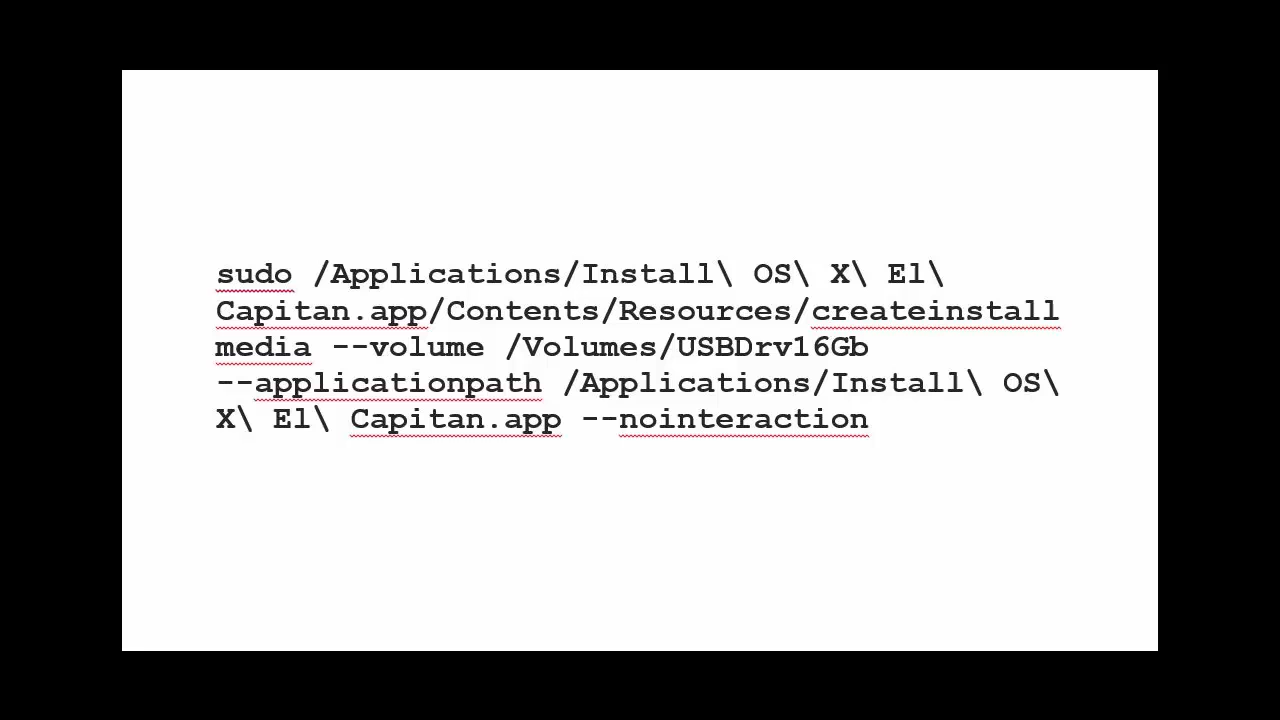 sudo /Applications/Install\ OS\ X\ El\
Capitan.app/Contents/Resources/createinstall
media --volume /Volumes/USBDrv16Gb
--applicationpath /Applications/Install\ OS\
X\ El\ Capitan.app --nointeraction